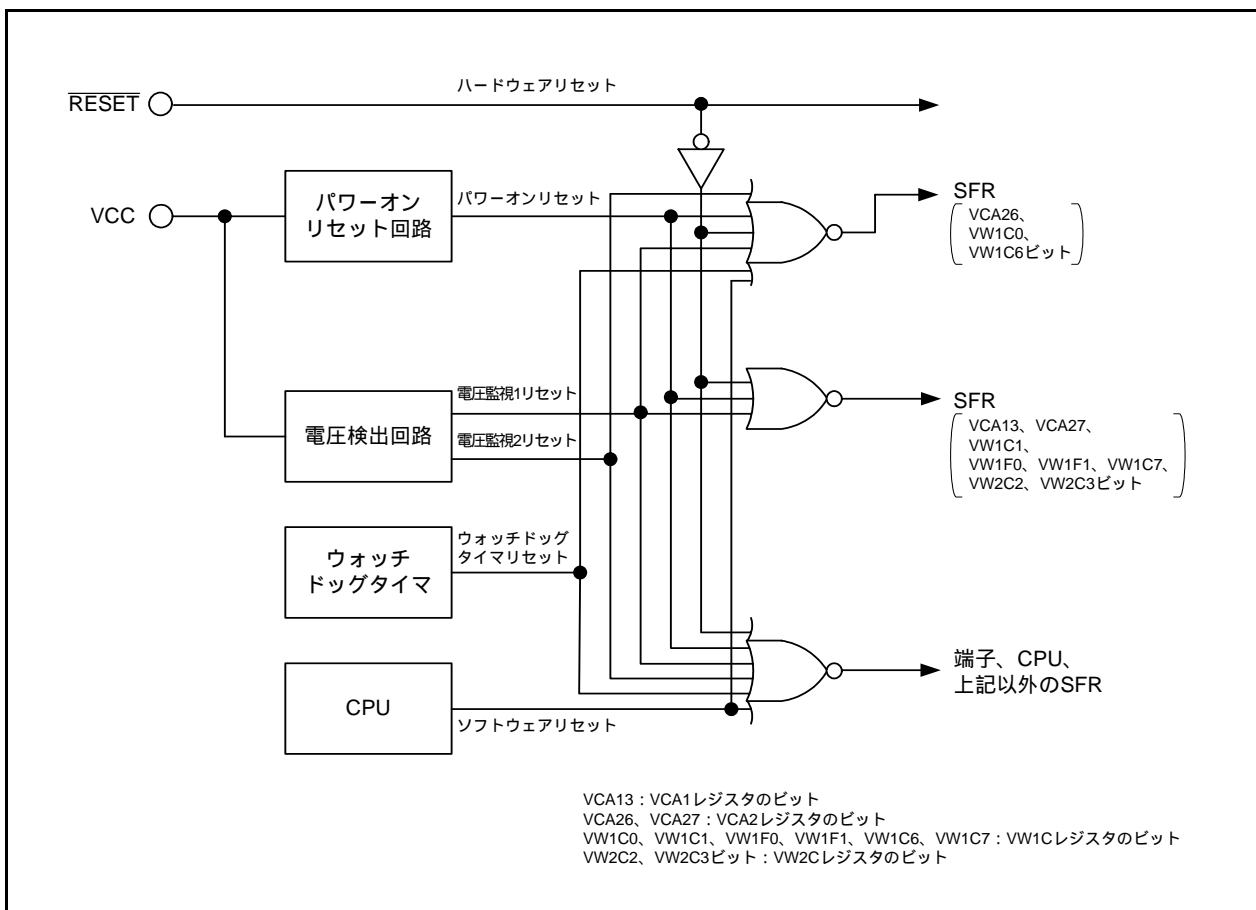 ハードウェアリセット
RESET
パワーオン
リセット回路
パワーオンリセット
VCC
SFR
VCA26、
VW1C0、
VW1C6ビット
電圧検出回路
電圧監視1リセット
電圧監視2リセット
SFR
VCA13、VCA27、
VW1C1、
VW1F0、VW1F1、VW1C7、
VW2C2、VW2C3ビット
ウォッチ
ドッグタイマ
ウォッチドッグ
タイマリセット
CPU
ソフトウェアリセット
端子、CPU、
上記以外のSFR
VCA13：VCA1レジスタのビット
VCA26、VCA27：VCA2レジスタのビット
VW1C0、VW1C1、VW1F0、VW1F1、VW1C6、VW1C7：VW1Cレジスタのビット
VW2C2、VW2C3ビット：VW2Cレジスタのビット